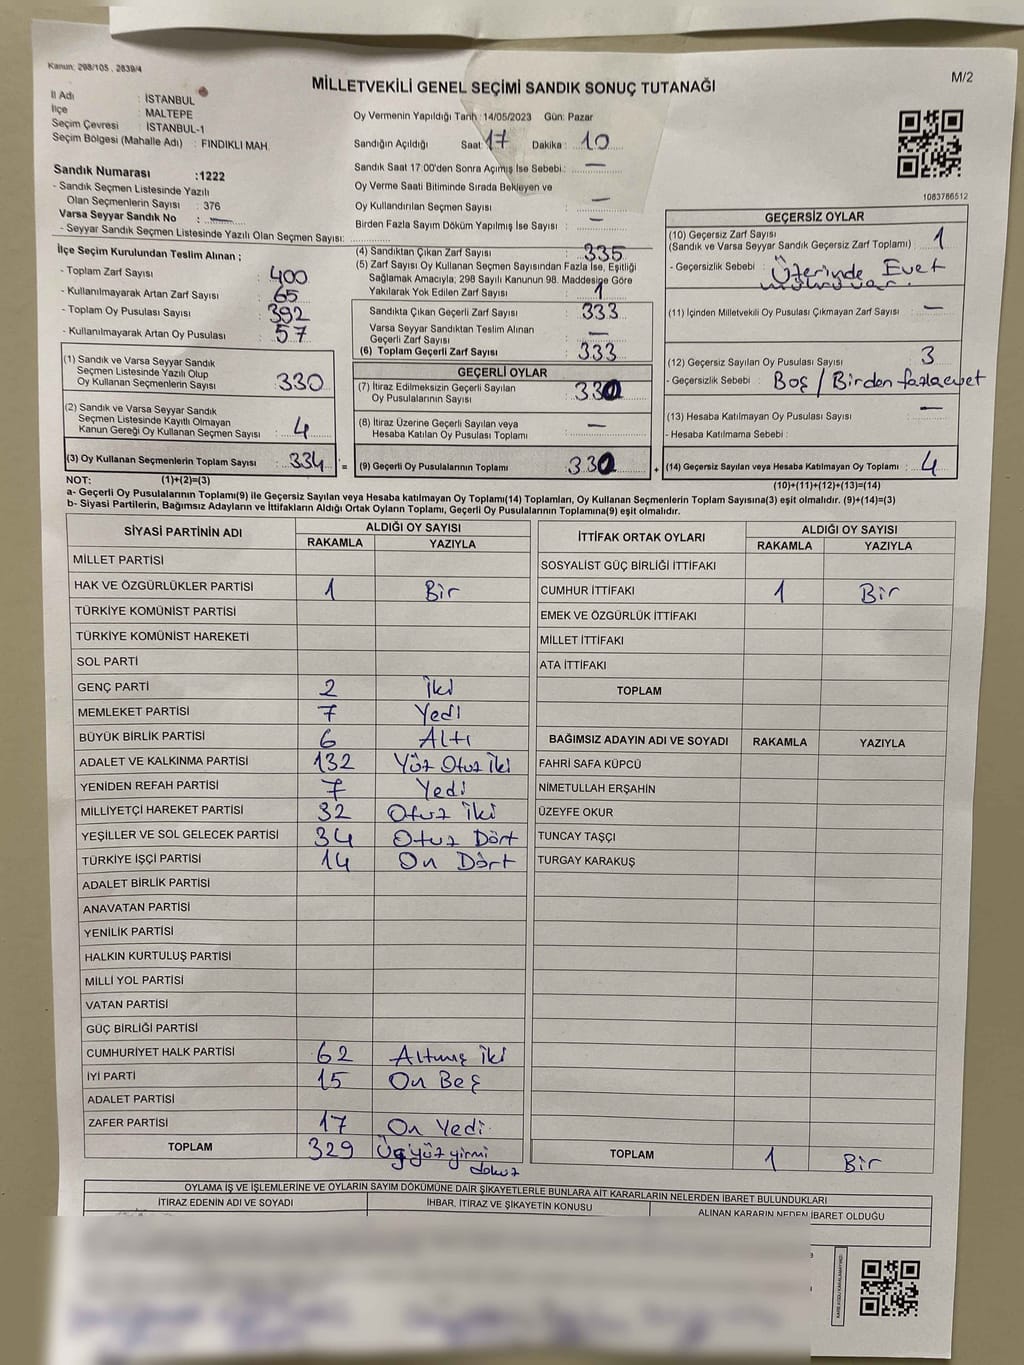 Kanun: 298/105 , 2839/4
MİLLETVEKİLİ GENEL SEÇİMİ SANDIK SONUÇ TUTANAĞI
M/2
İl Adı : İSTANBUL
İlçe : MALTEPE
Seçim Çevresi : İSTANBUL-1
Seçim Bölgesi (Mahalle Adı) : FINDIKLI MAH.
Oy Vermenin Yapıldığı Tarih :14/05/2023 Gün: Pazar
Sandığın Açıldığı Saat: 17 Dakika : 10
Sandık Saat 17:00'den Sonra Açımış İse Sebebi : —
Oy Verme Saati Bitiminde Sırada Bekleyen ve
Oy Kullandırılan Seçmen Sayısı : —
Birden Fazla Sayım Döküm Yapılmış İse Sayısı : —
1083786512
Sandık Numarası :1222
- Sandık Seçmen Listesinde Yazılı
Olan Seçmenlerin Sayısı : 376
Varsa Seyyar Sandık No : —
- Seyyar Sandık Seçmen Listesinde Yazılı Olan Seçmen Sayısı:
İlçe Seçim Kurulundan Teslim Alınan ;
- Toplam Zarf Sayısı : 400
- Kullanılmayarak Artan Zarf Sayısı : 65
- Toplam Oy Pusulası Sayısı : 392
- Kullanılmayarak Artan Oy Pusulası : 57
(1) Sandık ve Varsa Seyyar Sandık
Seçmen Listesinde Yazılı Olup
Oy Kullanan Seçmenlerin Sayısı : 330
(2) Sandık ve Varsa Seyyar Sandık
Seçmen Listesinde Kayıtlı Olmayan
Kanun Gereği Oy Kullanan Seçmen Sayısı : 4
(3) Oy Kullanan Seçmenlerin Toplam Sayısı : 334 =
(4) Sandıktan Çıkan Zarf Sayısı : 335
(5) Zarf Sayısı Oy Kullanan Seçmen Sayısından Fazla İse, Eşitliği
Sağlamak Amacıyla; 298 Sayılı Kanunun 98. Maddesine Göre
Yakılarak Yok Edilen Zarf Sayısı : 1
Sandıkta Çıkan Geçerli Zarf Sayısı : 333
Varsa Seyyar Sandıktan Teslim Alınan
Geçerli Zarf Sayısı : —
(6) Toplam Geçerli Zarf Sayısı : 333
GEÇERLİ OYLAR
(7) İtiraz Edilmeksizin Geçerli Sayılan
Oy Pusulalarının Sayısı : 330
(8) İtiraz Üzerine Geçerli Sayılan veya
Hesaba Katılan Oy Pusulası Toplamı : —
(9) Geçerli Oy Pusulalarının Toplamı : 330 +
GEÇERSİZ OYLAR
(10) Geçersiz Zarf Sayısı
(Sandık ve Varsa Seyyar Sandık Geçersiz Zarf Toplamı) : 1
- Geçersizlik Sebebi : Üzerinde Evet
(11) İçinden Milletvekili Oy Pusulası Çıkmayan Zarf Sayısı : —
(12) Geçersiz Sayılan Oy Pusulası Sayısı : 3
- Geçersizlik Sebebi : Boş / Birden fazla evet
(13) Hesaba Katılmayan Oy Pusulası Sayısı : —
- Hesaba Katılmama Sebebi :
(14) Geçersiz Sayılan veya Hesaba Katılmayan Oy Toplamı : 4
NOT: (1)+(2)=(3)
(10)+(11)+(12)+(13)=(14)
a- Geçerli Oy Pusulalarının Toplamı(9) ile Geçersiz Sayılan veya Hesaba katılmayan Oy Toplamı(14) Toplamları, Oy Kullanan Seçmenlerin Toplam Sayısına(3) eşit olmalıdır. (9)+(14)=(3)
b- Siyasi Partilerin, Bağımsız Adayların ve İttifakların Aldığı Ortak Oyların Toplamı, Geçerli Oy Pusulalarının Toplamına(9) eşit olmalıdır.
SİYASİ PARTİNİN ADI ALDIĞI OY SAYISI
RAKAMLA YAZIYLA
MİLLET PARTİSİ
HAK VE ÖZGÜRLÜKLER PARTİSİ 1 Bir
TÜRKİYE KOMÜNİST PARTİSİ
TÜRKİYE KOMÜNİST HAREKETİ
SOL PARTİ
GENÇ PARTİ 2 İki
MEMLEKET PARTİSİ 7 Yedi
BÜYÜK BİRLİK PARTİSİ 6 Altı
ADALET VE KALKINMA PARTİSİ 132 Yüz Otuz İki
YENİDEN REFAH PARTİSİ 7 Yedi
MİLLİYETÇİ HAREKET PARTİSİ 32 Otuz İki
YEŞİLLER VE SOL GELECEK PARTİSİ 34 Otuz Dört
TÜRKİYE İŞÇİ PARTİSİ 14 On Dört
ADALET BİRLİK PARTİSİ
ANAVATAN PARTİSİ
YENİLİK PARTİSİ
HALKIN KURTULUŞ PARTİSİ
MİLLİ YOL PARTİSİ
VATAN PARTİSİ
GÜÇ BİRLİĞİ PARTİSİ
CUMHURİYET HALK PARTİSİ 62 Altmış İki
İYİ PARTİ 15 On Beş
ADALET PARTİSİ
ZAFER PARTİSİ 17 On Yedi
TOPLAM 329 Üçyüz yirmi
dokuz
İTTİFAK ORTAK OYLARI ALDIĞI OY SAYISI
RAKAMLA YAZIYLA
SOSYALİST GÜÇ BİRLİĞİ İTTİFAKI
CUMHUR İTTİFAKI 1 Bir
EMEK VE ÖZGÜRLÜK İTTİFAKI
MİLLET İTTİFAKI
ATA İTTİFAKI
TOPLAM
BAĞIMSIZ ADAYIN ADI VE SOYADI RAKAMLA YAZIYLA
FAHRİ SAFA KÜPCÜ
NİMETULLAH ERŞAHİN
ÜZEYFE OKUR
TUNCAY TAŞÇI
TURGAY KARAKUŞ
TOPLAM 1 Bir
OYLAMA İŞ VE İŞLEMLERİNE VE OYLARIN SAYIM DÖKÜMÜNE DAİR ŞİKAYETLERLE BUNLARA AİT KARARLARIN NELERDEN İBARET BULUNDUKLARI
İTİRAZ EDENİN ADI VE SOYADI İHBAR, İTİRAZ VE ŞİKAYETİN KONUSU ALINAN KARARIN NEDEN İBARET OLDUĞU